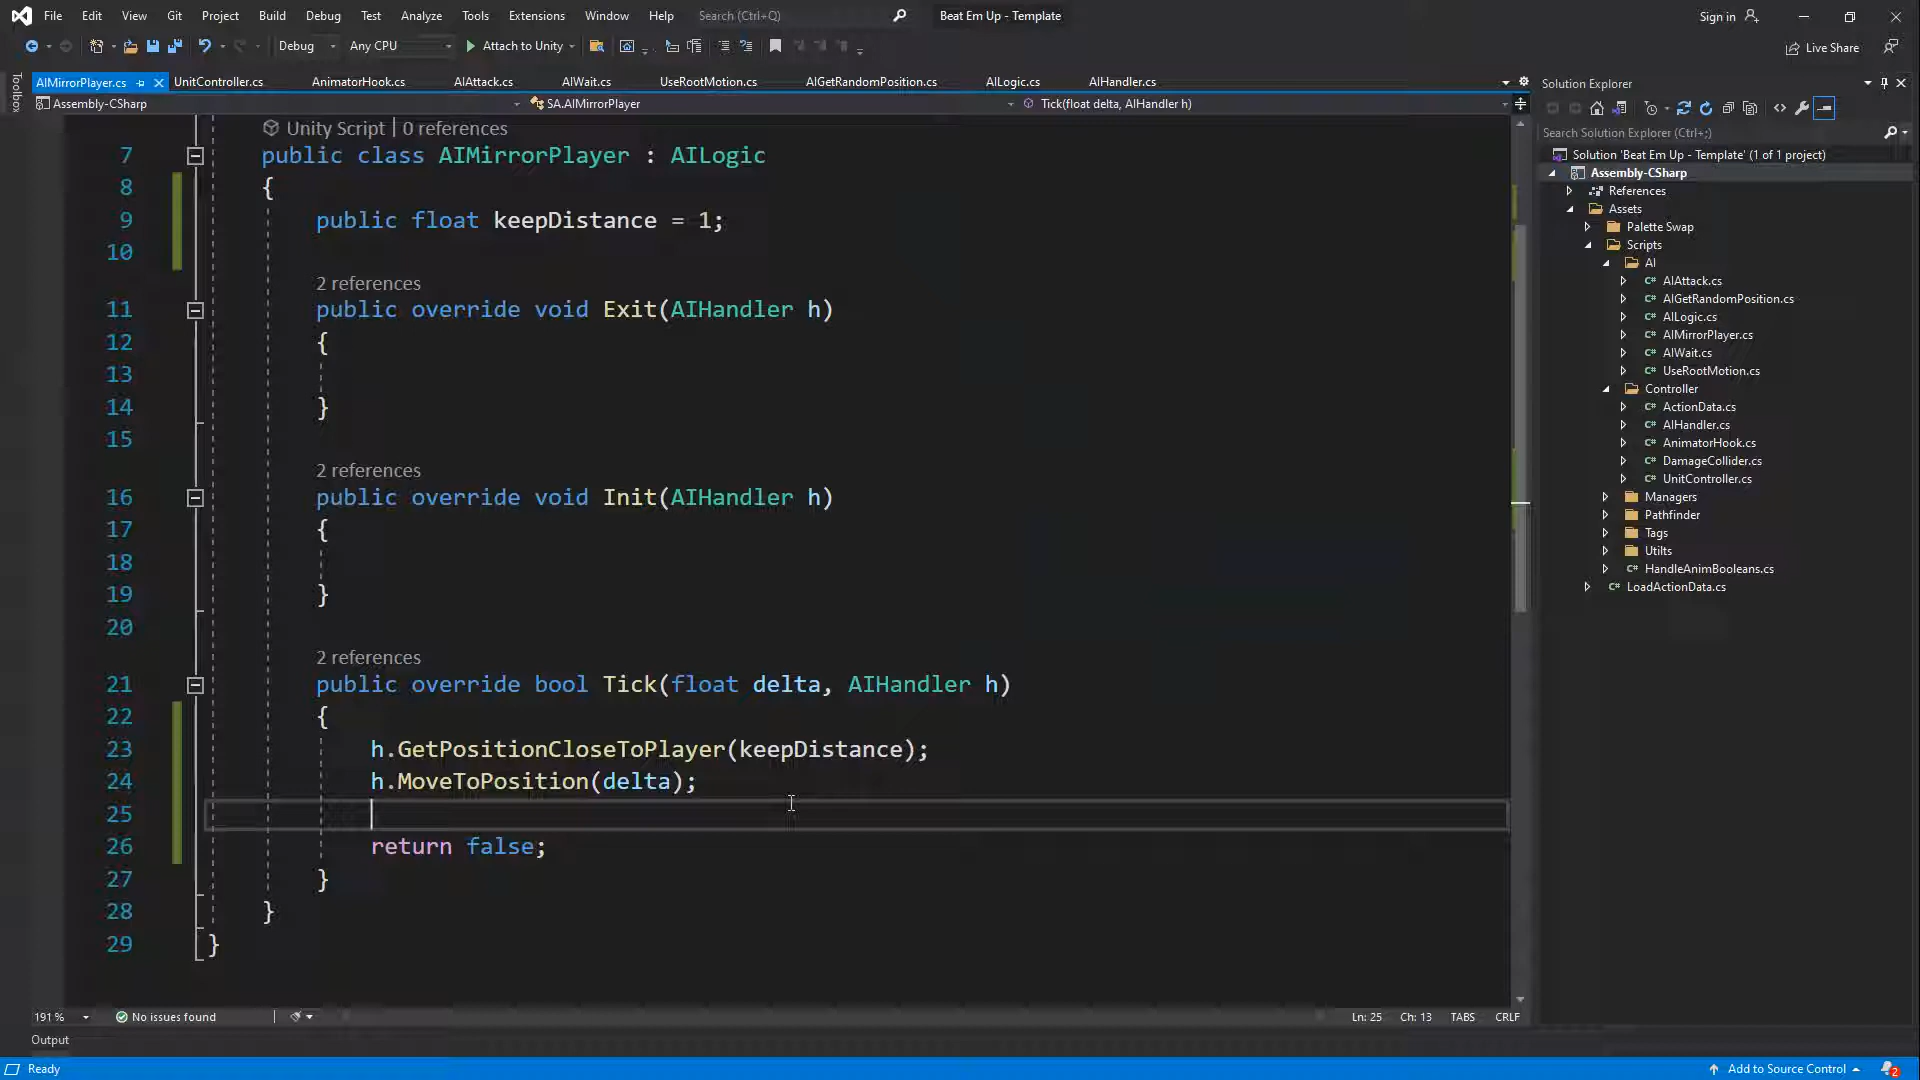 File Edit View Git Project Build Debug Test Analyze Tools Extensions Window Help Search (Ctrl+Q) Beat Em Up - Template Sign in
Debug Any CPU Attach to Unity Live Share
Toolbox
AIMirrorPlayer.cs UnitController.cs AnimatorHook.cs AIAttack.cs AIWait.cs UseRootMotion.cs AIGetRandomPosition.cs AILogic.cs AIHandler.cs
Assembly-CSharp SA.AIMirrorPlayer Tick(float delta, AIHandler h)
Unity Script | 0 references
7 public class AIMirrorPlayer : AILogic
8 {
9 public float keepDistance = 1;
10
2 references
11 public override void Exit(AIHandler h)
12 {
13
14 }
15
2 references
16 public override void Init(AIHandler h)
17 {
18
19 }
20
2 references
21 public override bool Tick(float delta, AIHandler h)
22 {
23 h.GetPositionCloseToPlayer(keepDistance);
24 h.MoveToPosition(delta);
25
26 return false;
27 }
28 }
29 }
191 % No issues found Ln: 25 Ch: 13 TABS CRLF
Output
Ready Add to Source Control 2
Solution Explorer
Search Solution Explorer (Ctrl+;)
Solution 'Beat Em Up - Template' (1 of 1 project)
Assembly-CSharp
References
Assets
Palette Swap
Scripts
AI
AIAttack.cs
AIGetRandomPosition.cs
AILogic.cs
AIMirrorPlayer.cs
AIWait.cs
UseRootMotion.cs
Controller
ActionData.cs
AIHandler.cs
AnimatorHook.cs
DamageCollider.cs
UnitController.cs
Managers
Pathfinder
Tags
Utilts
HandleAnimBooleans.cs
LoadActionData.cs